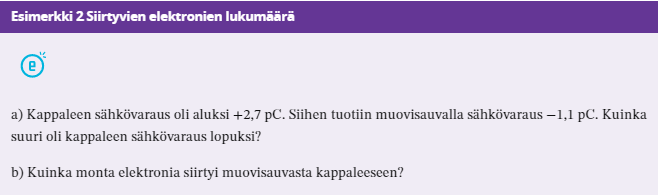 Esimerkki 2 Siirtyvien elektronien lukumäärä
e
a) Kappaleen sähkövaraus oli aluksi +2,7 pC. Siihen tuotiin muovisauvalla sähkövaraus −1,1 pC. Kuinka
suuri oli kappaleen sähkövaraus lopuksi?
b) Kuinka monta elektronia siirtyi muovisauvasta kappaleeseen?